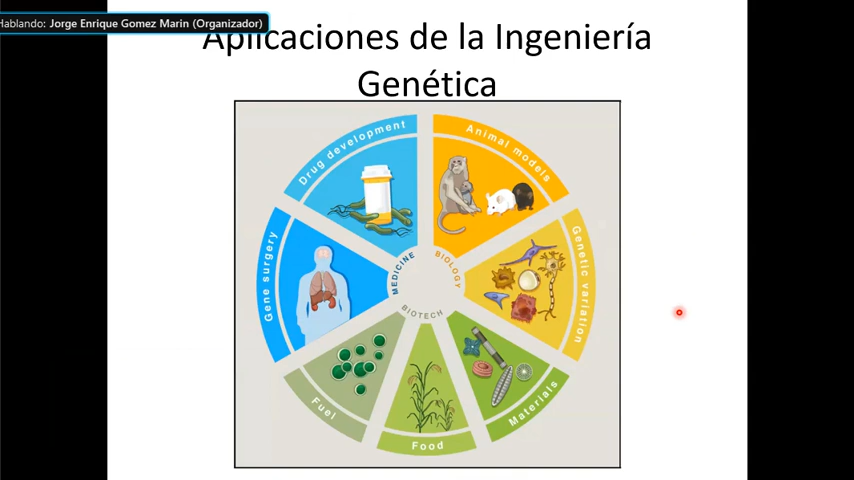 Hablando: Jorge Enrique Gomez Marin (Organizador)
Aplicaciones de la Ingeniería
Genética
Drug development
Animal models
Gene surgery
MEDICINE
BIOLOGY
Genetic variation
BIOTECH
Fuel
Food
Materials